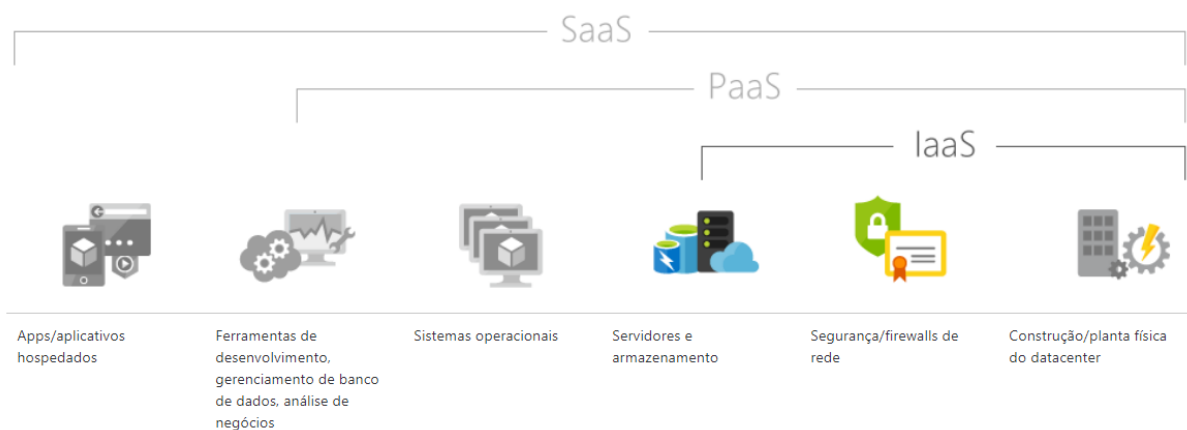 SaaS
PaaS
IaaS
Apps/aplicativos
hospedados
Ferramentas de
desenvolvimento,
gerenciamento de banco
de dados, análise de
negócios
Sistemas operacionais
Servidores e
armazenamento
Segurança/firewalls de
rede
Construção/planta física
do datacenter